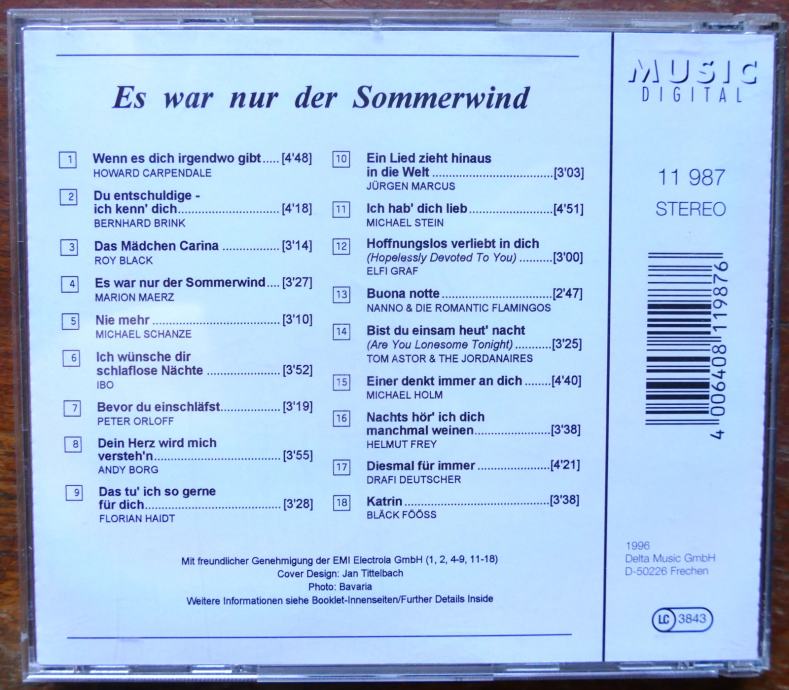 Es war nur der Sommerwind
1 Wenn es dich irgendwo gibt..... [4'48]
HOWARD CARPENDALE
2 Du entschuldige -
ich kenn' dich.......................... [4'18]
BERNHARD BRINK
3 Das Mädchen Carina .............. [3'14]
ROY BLACK
4 Es war nur der Sommerwind.... [3'27]
MARION MAERZ
5 Nie mehr ................................ [3'10]
MICHAEL SCHANZE
6 Ich wünsche dir
schlaflose Nächte .................... [3'52]
IBO
7 Bevor du einschläfst............... [3'19]
PETER ORLOFF
8 Dein Herz wird mich
versteh'n................................ [3'55]
ANDY BORG
9 Das tu' ich so gerne
für dich................................... [3'28]
FLORIAN HAIDT
10 Ein Lied zieht hinaus
in die Welt ..............................[3'03]
JÜRGEN MARCUS
11 Ich hab' dich lieb .....................[4'51]
MICHAEL STEIN
12 Hoffnungslos verliebt in dich
(Hopelessly Devoted To You) ..........[3'00]
ELFI GRAF
13 Buona notte ............................[2'47]
NANNO & DIE ROMANTIC FLAMINGOS
14 Bist du einsam heut' nacht
(Are You Lonesome Tonight) ...........[3'25]
TOM ASTOR & THE JORDANAIRES
15 Einer denkt immer an dich .......[4'40]
MICHAEL HOLM
16 Nachts hör' ich dich
manchmal weinen...................[3'38]
HELMUT FREY
17 Diesmal für immer ..................[4'21]
DRAFI DEUTSCHER
18 Katrin......................................[3'38]
BLÄCK FÖÖSS
Mit freundlicher Genehmigung der EMI Electrola GmbH (1, 2, 4-9, 11-18)
Cover Design: Jan Tittelbach
Photo: Bavaria
Weitere Informationen siehe Booklet-Innenseiten/Further Details Inside
MUSIC
DIGITAL
11 987
STEREO
4 006408 119876
1996
Delta Music GmbH
D-50226 Frechen
LC 3843